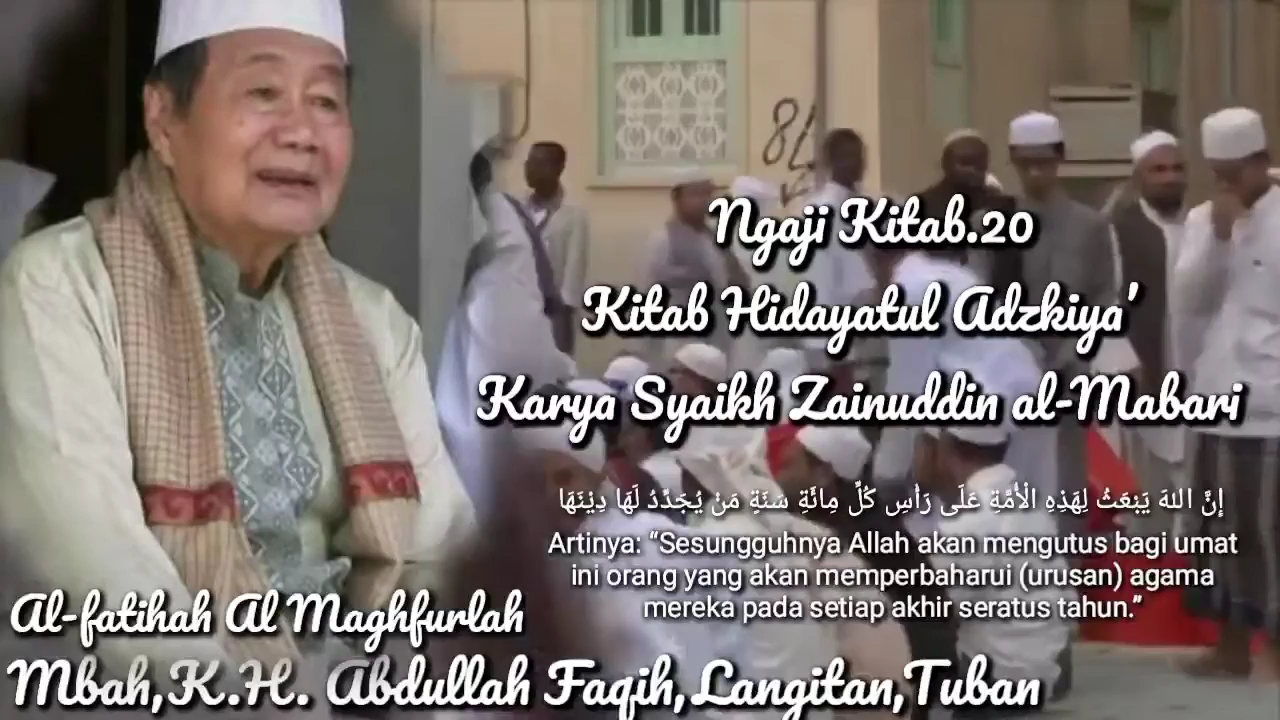 84
Ngaji Kitab.20
Kitab Hidayatul Adzkiya'
Karya Syaikh Zainuddin al-Mabari
إِنَّ اللهَ يَبْعَثُ لِهَذِهِ الْأُمَّةِ عَلَى رَأْسِ كُلِّ مِائَةِ سَنَةٍ مَنْ يُجَدِّدُ لَهَا دِيْنَهَا
Artinya: “Sesungguhnya Allah akan mengutus bagi umat
ini orang yang akan memperbaharui (urusan) agama
mereka pada setiap akhir seratus tahun.”
Al-fatihah Al Maghfurlah
Mbah,K.H. Abdullah Faqih,Langitan,Tuban